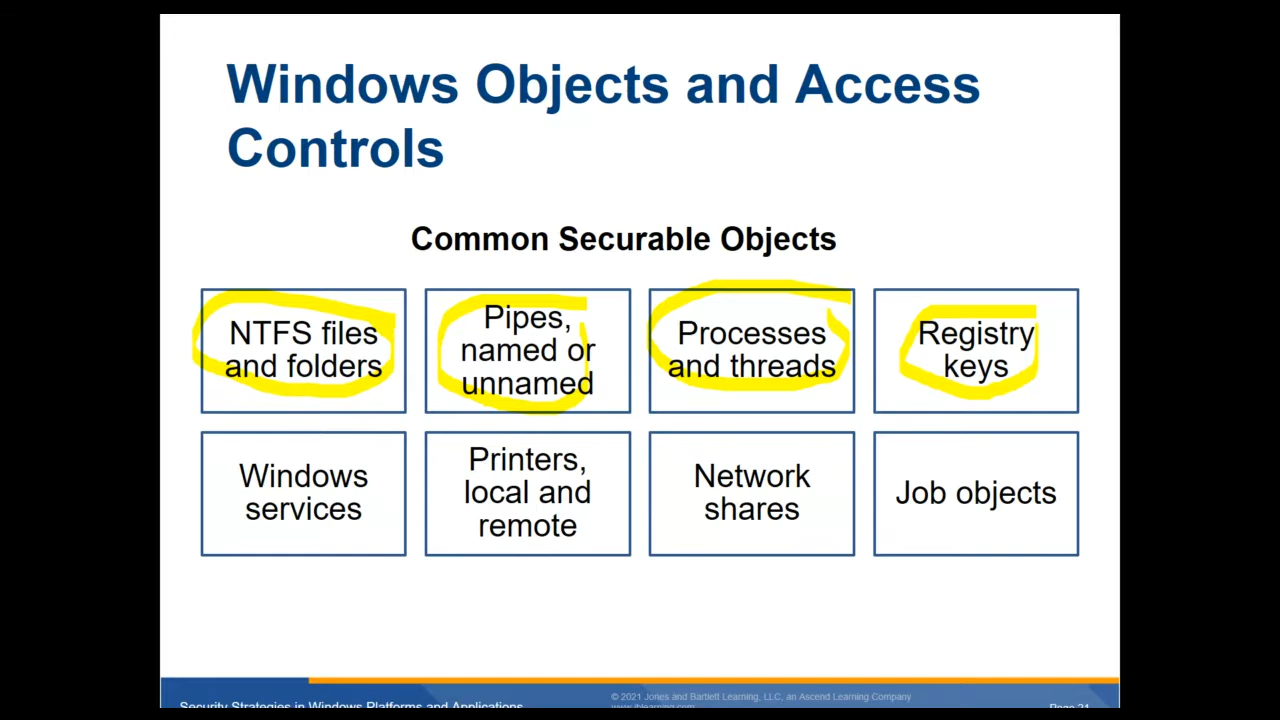 Windows Objects and Access
Controls
Common Securable Objects
NTFS files
and folders
Pipes,
named or
unnamed
Processes
and threads
Registry
keys
Windows
services
Printers,
local and
remote
Network
shares
Job objects
Security Strategies in Windows Platforms and Applications
© 2021 Jones and Bartlett Learning, LLC, an Ascend Learning Company
www.jblearning.com
Page 21